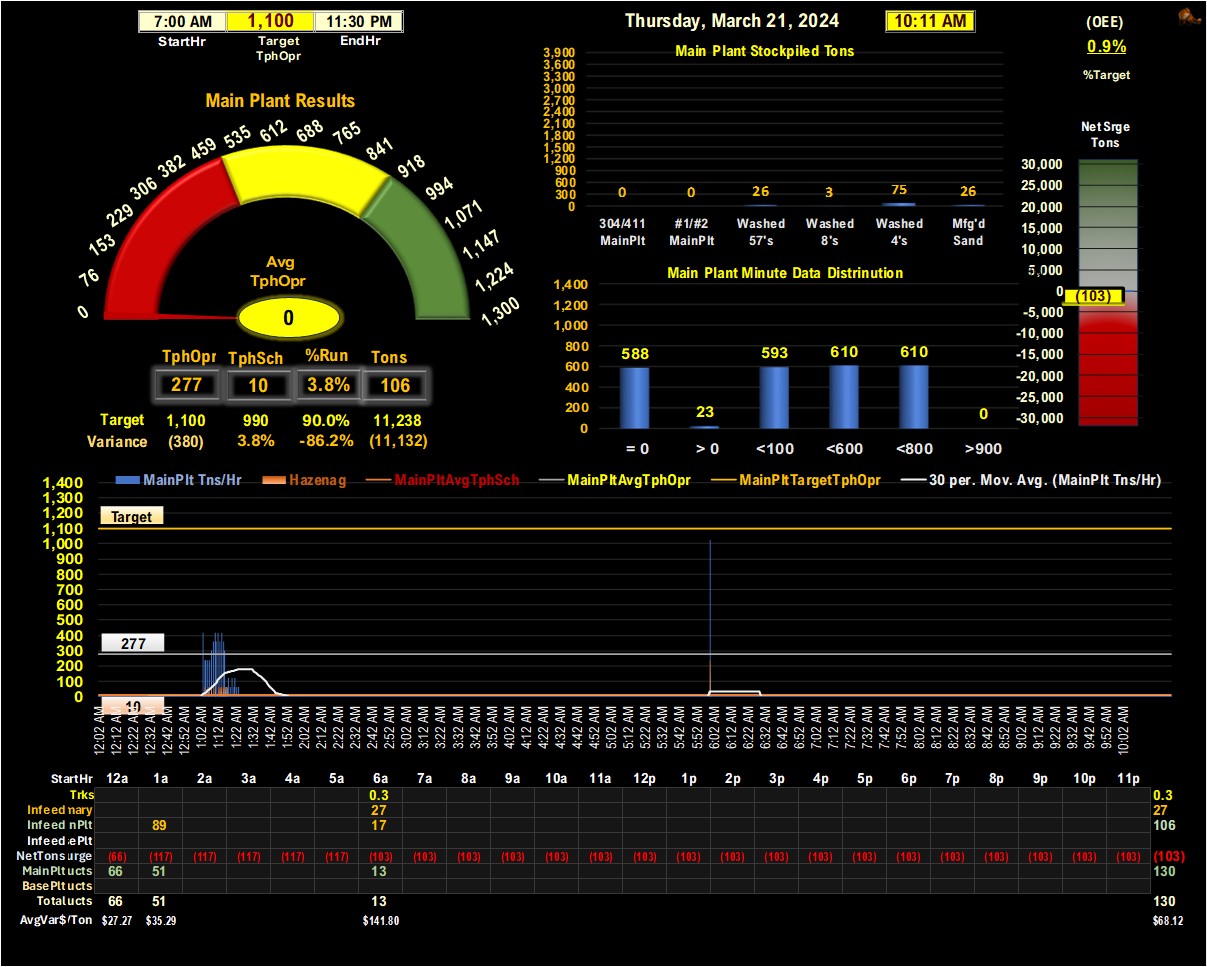 7:00 AM 1,100 11:30 PM
StartHr Target TphOpr EndHr
Thursday, March 21, 2024 10:11 AM
(OEE)
0.9%
%Target
Main Plant Results
0 76 153 229 306 382 459 535 612 688 765 841 918 994 1,071 1,147 1,224 1,300
Avg
TphOpr
0
TphOpr TphSch %Run Tons
277 10 3.8% 106
Target 1,100 990 90.0% 11,238
Variance (380) 3.8% -86.2% (11,132)
Main Plant Stockpiled Tons
3,900
3,600
3,300
3,000
2,700
2,400
2,100
1,800
1,500
1,200
900
600
300
0
0 0 26 3 75 26
304/411 #1/#2 Washed Washed Washed Mfg'd
MainPlt MainPlt 57's 8's 4's Sand
Main Plant Minute Data Distrinution
1,400
1,200
1,000
800
600
400
200
0
588 23 593 610 610 0
= 0 > 0 <100 <600 <800 >900
Net Srge
Tons
30,000
25,000
20,000
15,000
10,000
5,000
0
(103)
-5,000
-10,000
-15,000
-20,000
-25,000
-30,000
MainPlt Tns/Hr Hazenag MainPltAvgTphSch MainPltAvgTphOpr MainPltTargetTphOpr 30 per. Mov. Avg. (MainPlt Tns/Hr)
1,400
1,300
1,200
1,100
1,000
900
800
700
600
500
400
300
200
100
0
Target
277
10
12:02 AM 12:12 AM 12:22 AM 12:32 AM 12:42 AM 12:52 AM 1:02 AM 1:12 AM 1:22 AM 1:32 AM 1:42 AM 1:52 AM 2:02 AM 2:12 AM 2:22 AM 2:32 AM 2:42 AM 2:52 AM 3:02 AM 3:12 AM 3:22 AM 3:32 AM 3:42 AM 3:52 AM 4:02 AM 4:12 AM 4:22 AM 4:32 AM 4:42 AM 4:52 AM 5:02 AM 5:12 AM 5:22 AM 5:32 AM 5:42 AM 5:52 AM 6:02 AM 6:12 AM 6:22 AM 6:32 AM 6:42 AM 6:52 AM 7:02 AM 7:12 AM 7:22 AM 7:32 AM 7:42 AM 7:52 AM 8:02 AM 8:12 AM 8:22 AM 8:32 AM 8:42 AM 8:52 AM 9:02 AM 9:12 AM 9:22 AM 9:32 AM 9:42 AM 9:52 AM 10:02 AM
StartHr 12a 1a 2a 3a 4a 5a 6a 7a 8a 9a 10a 11a 12p 1p 2p 3p 4p 5p 6p 7p 8p 9p 10p 11p
Trks 0.3 0.3
Infeed nary 27 27
Infeed nPlt 89 17 106
Infeed ePlt
NetTons urge (66) (117) (117) (117) (117) (117) (103) (103) (103) (103) (103) (103) (103) (103) (103) (103) (103) (103) (103) (103) (103) (103) (103) (103) (103)
MainPlt ucts 66 51 13 130
BasePlt ucts
Total ucts 66 51 13 130
AvgVar$/Ton $27.27 $35.29 $141.80 $68.12